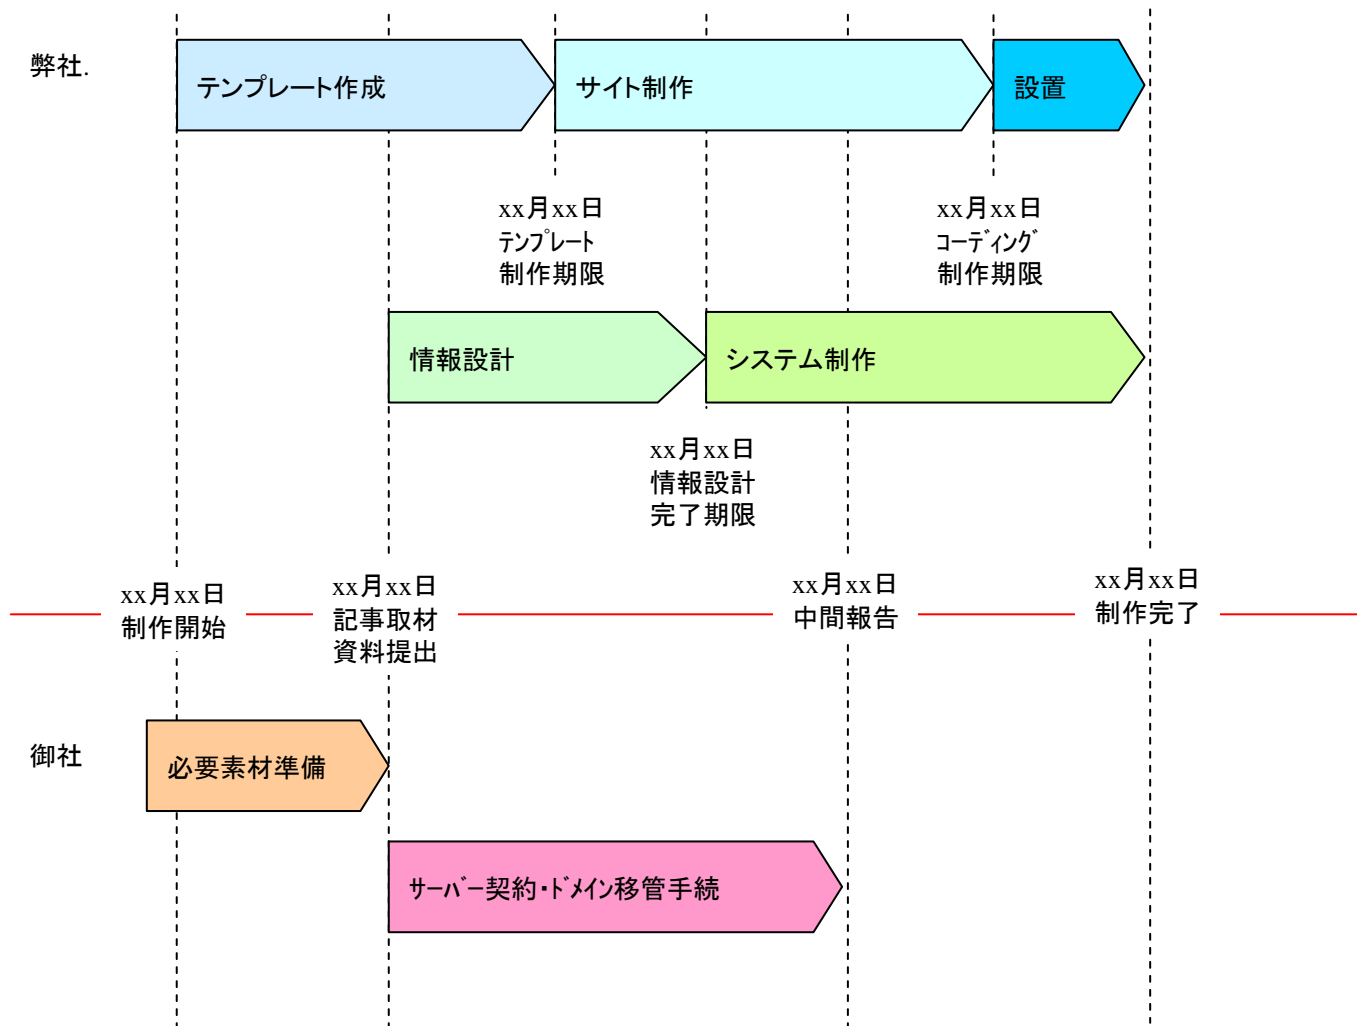 弊社.
テンプレート作成
サイト制作
設置
xx月xx日
ﾃﾝﾌﾟﾚｰﾄ
制作期限
xx月xx日
ｺｰﾃﾞｨﾝｸﾞ
制作期限
情報設計
システム制作
xx月xx日
情報設計
完了期限
xx月xx日
制作開始
xx月xx日
記事取材
資料提出
xx月xx日
中間報告
xx月xx日
制作完了
御社
必要素材準備
ｻｰﾊﾞｰ契約・ﾄﾞﾒｲﾝ移管手続